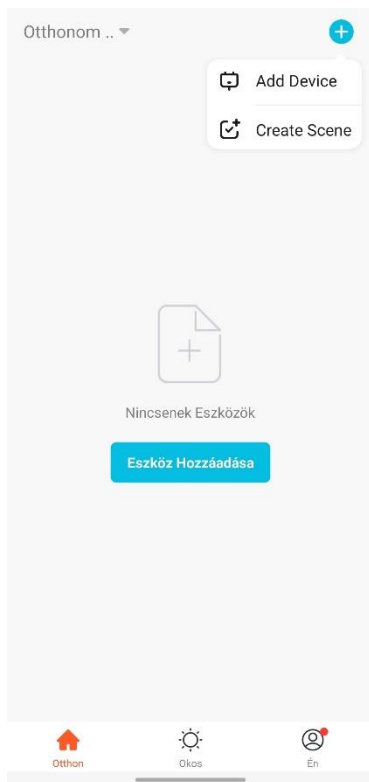 Otthonom ..
Add Device
Create Scene
Nincsenek Eszközök
Eszköz Hozzáadása
Otthon
Okos
Én